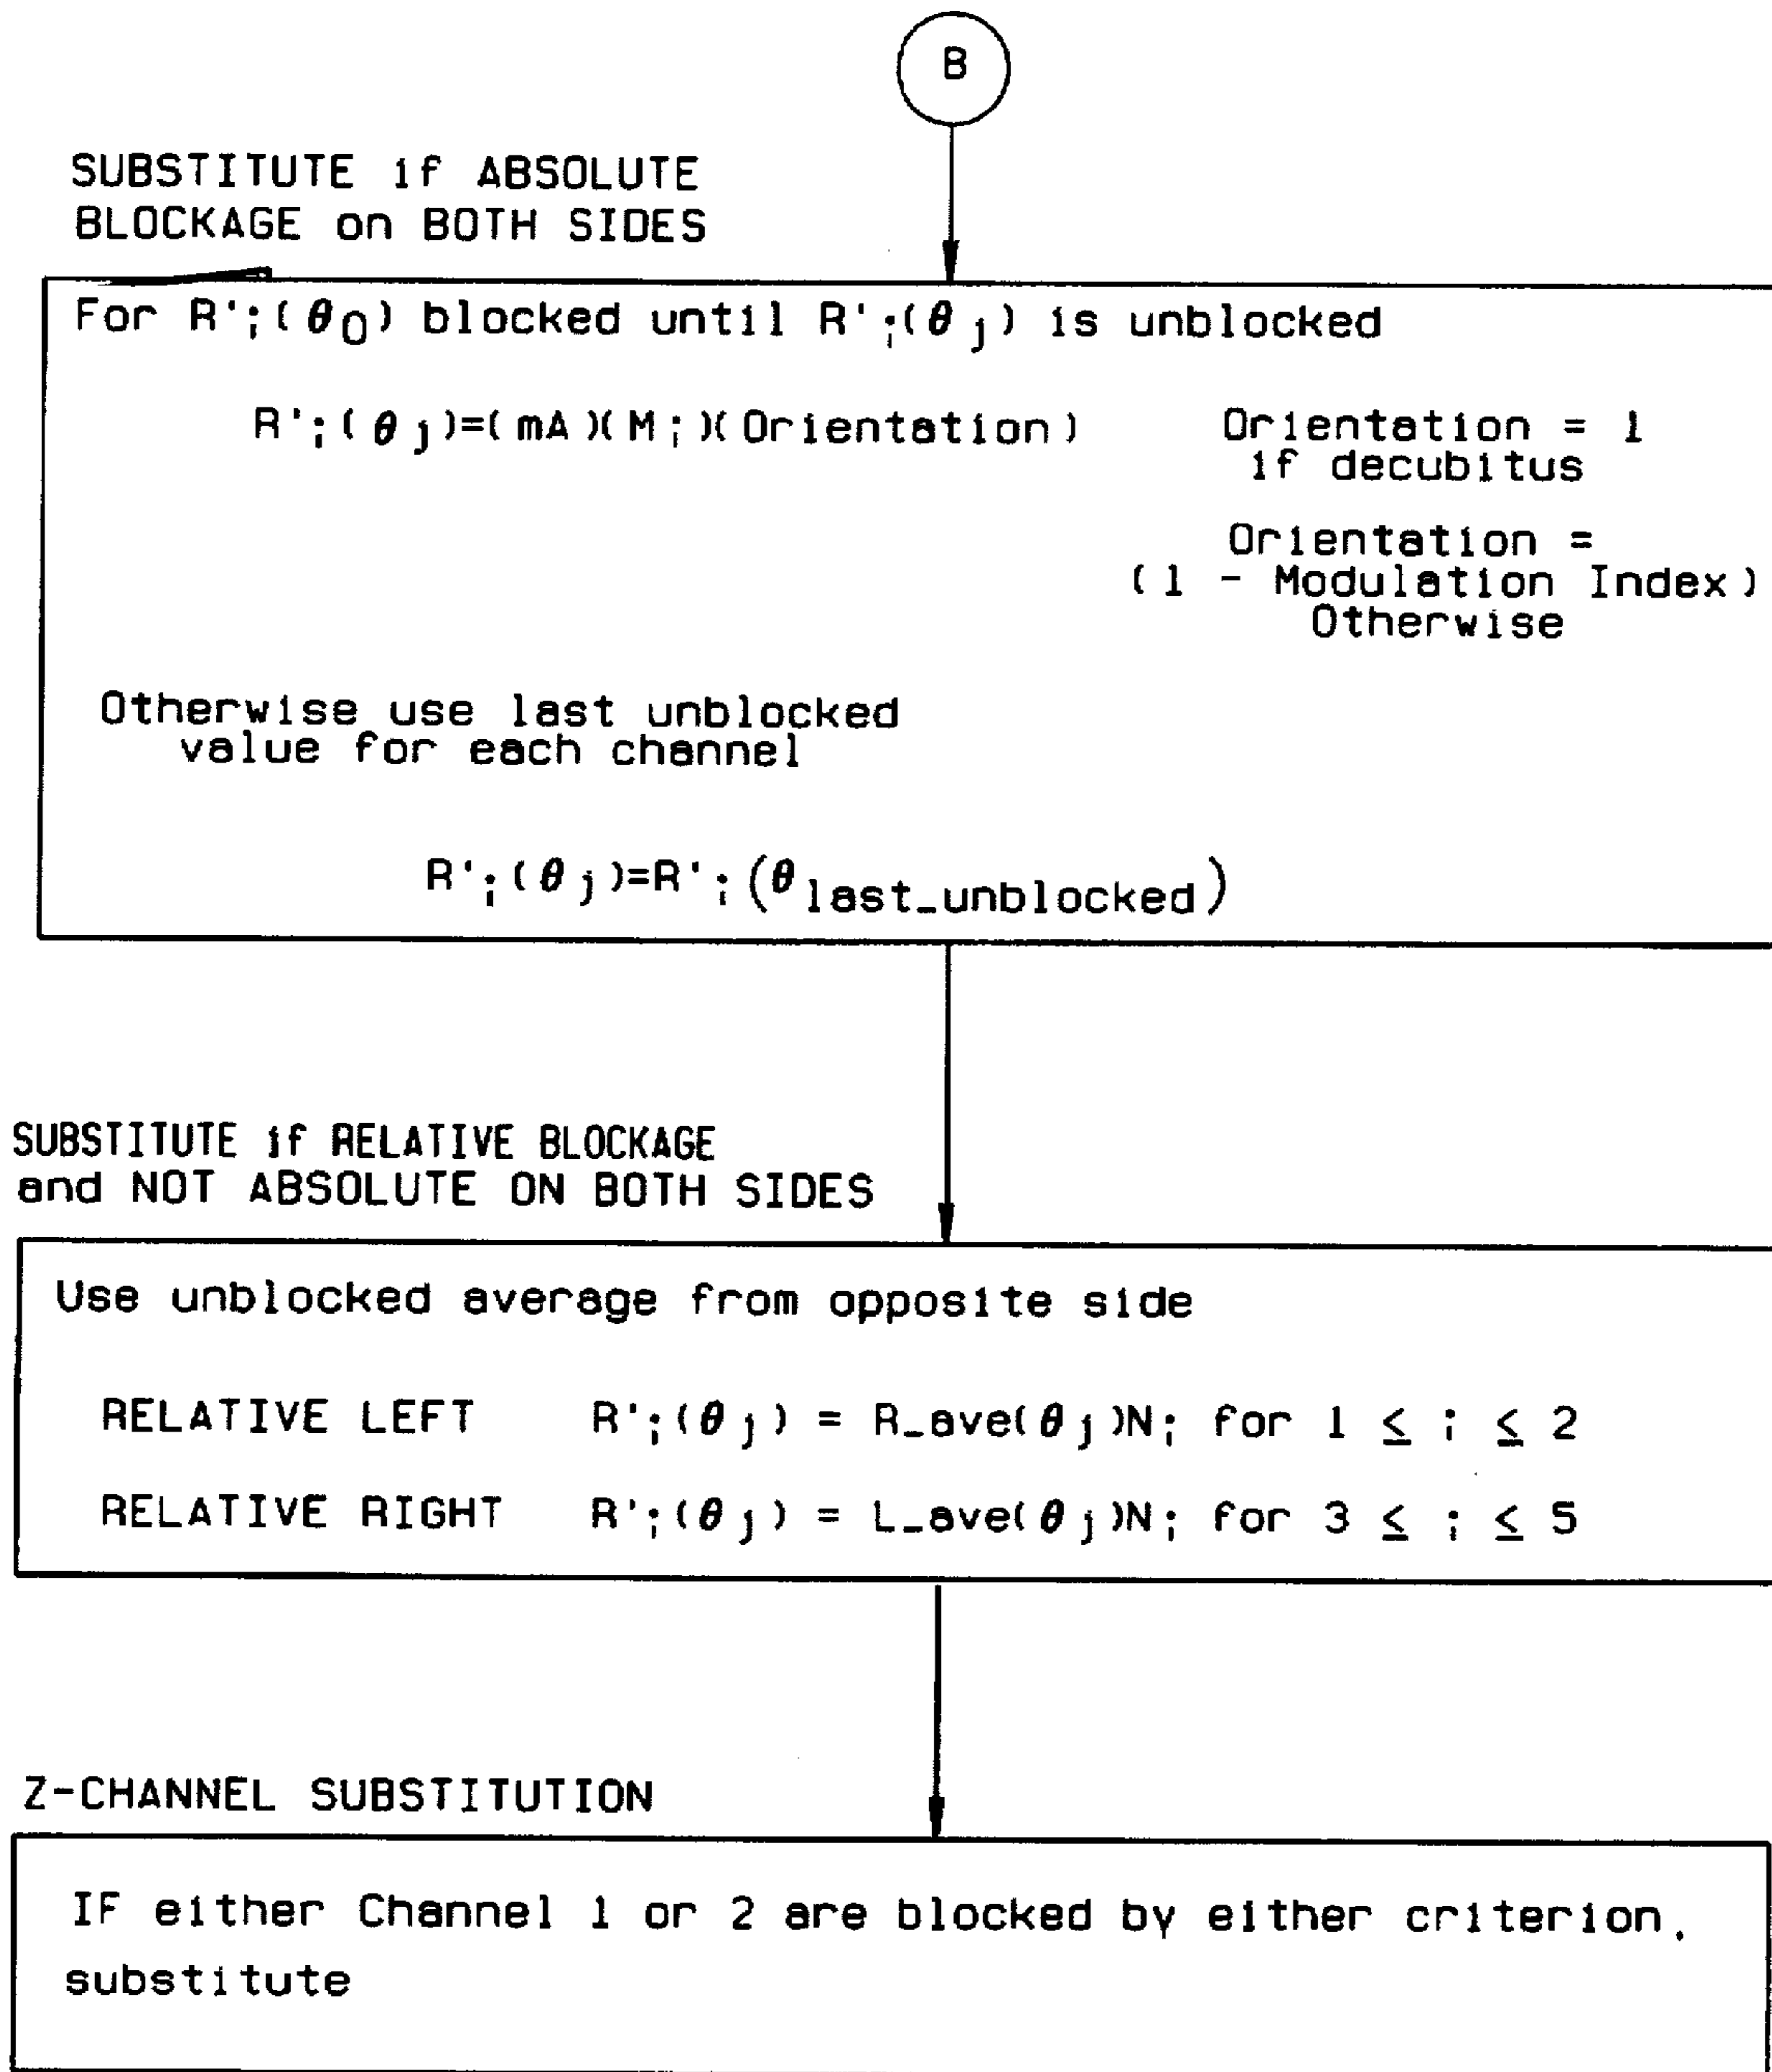 B
SUBSTITUTE if ABSOLUTE
BLOCKAGE on BOTH SIDES
For R'i(θ0) blocked until R'i(θj) is unblocked
R'i(θj)=(mA)(Mi)(Orientation)
Orientation = 1
if decubitus
Orientation =
(1 - Modulation Index)
Otherwise
Otherwise use last unblocked
value for each channel
R'i(θj)=R'i(θlast_unblocked)
SUBSTITUTE if RELATIVE BLOCKAGE
and NOT ABSOLUTE ON BOTH SIDES
Use unblocked average from opposite side
RELATIVE LEFT R'i(θj) = R_ave(θj)Ni for 1 ≤ i ≤ 2
RELATIVE RIGHT R'i(θj) = L_ave(θj)Ni for 3 ≤ i ≤ 5
Z-CHANNEL SUBSTITUTION
IF either Channel 1 or 2 are blocked by either criterion,
substitute